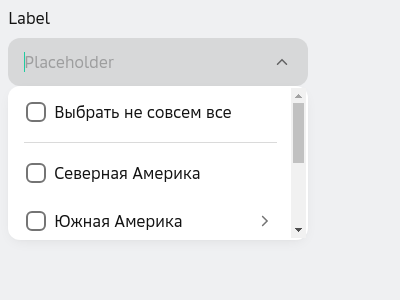 Label
Placeholder
Выбрать не совсем все
Северная Америка
Южная Америка